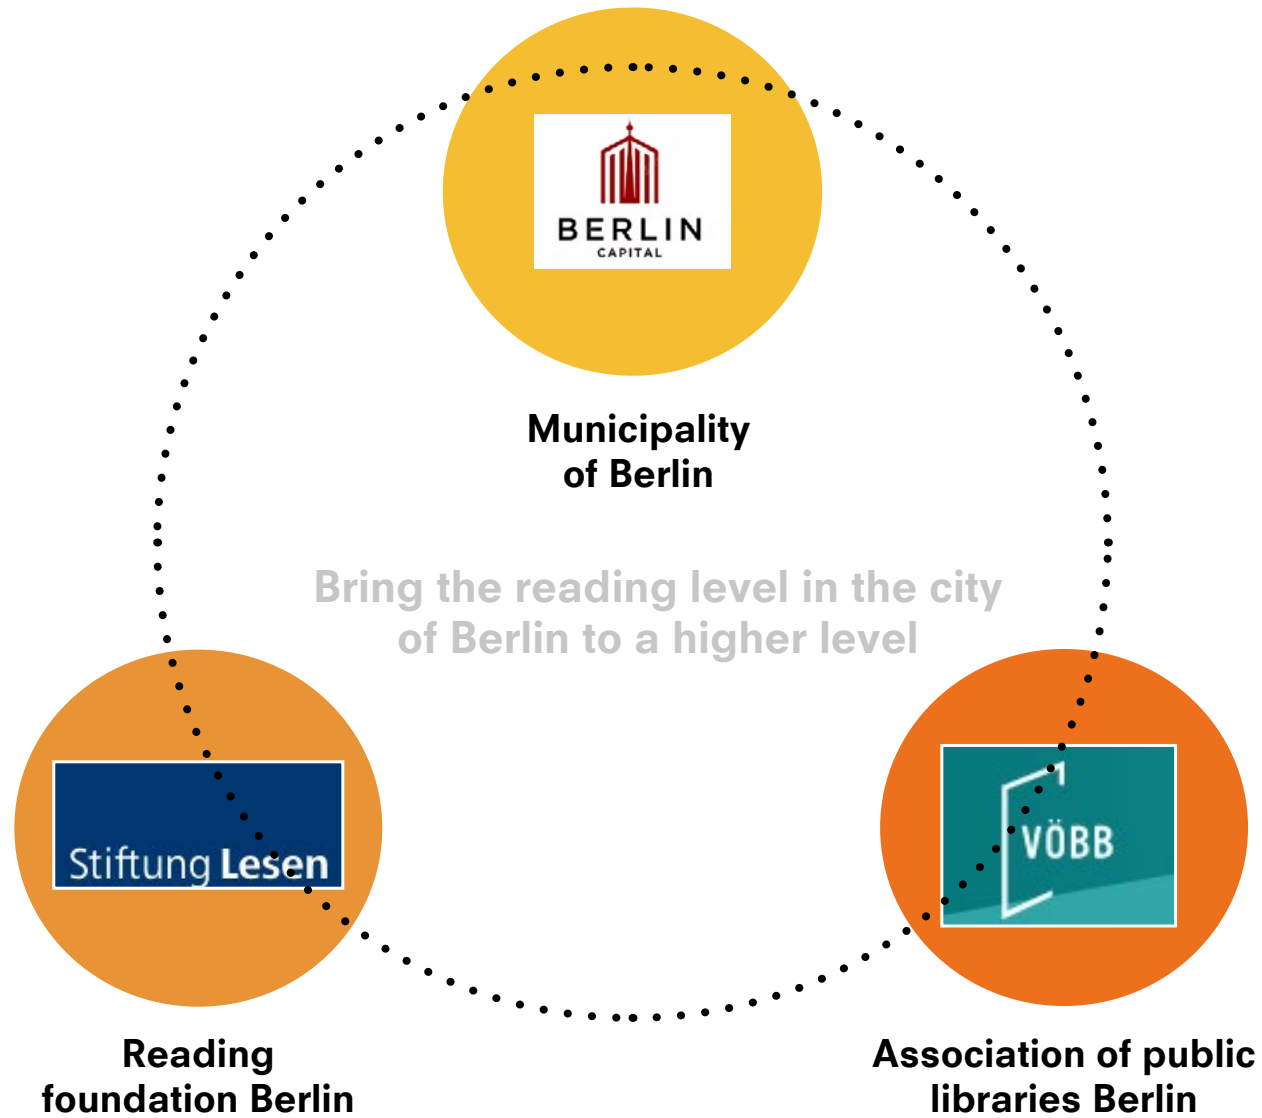 BERLIN
CAPITAL
Municipality
of Berlin
Bring the reading level in the city
of Berlin to a higher level
Stiftung Lesen
VÖBB
Reading
foundation Berlin
Association of public
libraries Berlin